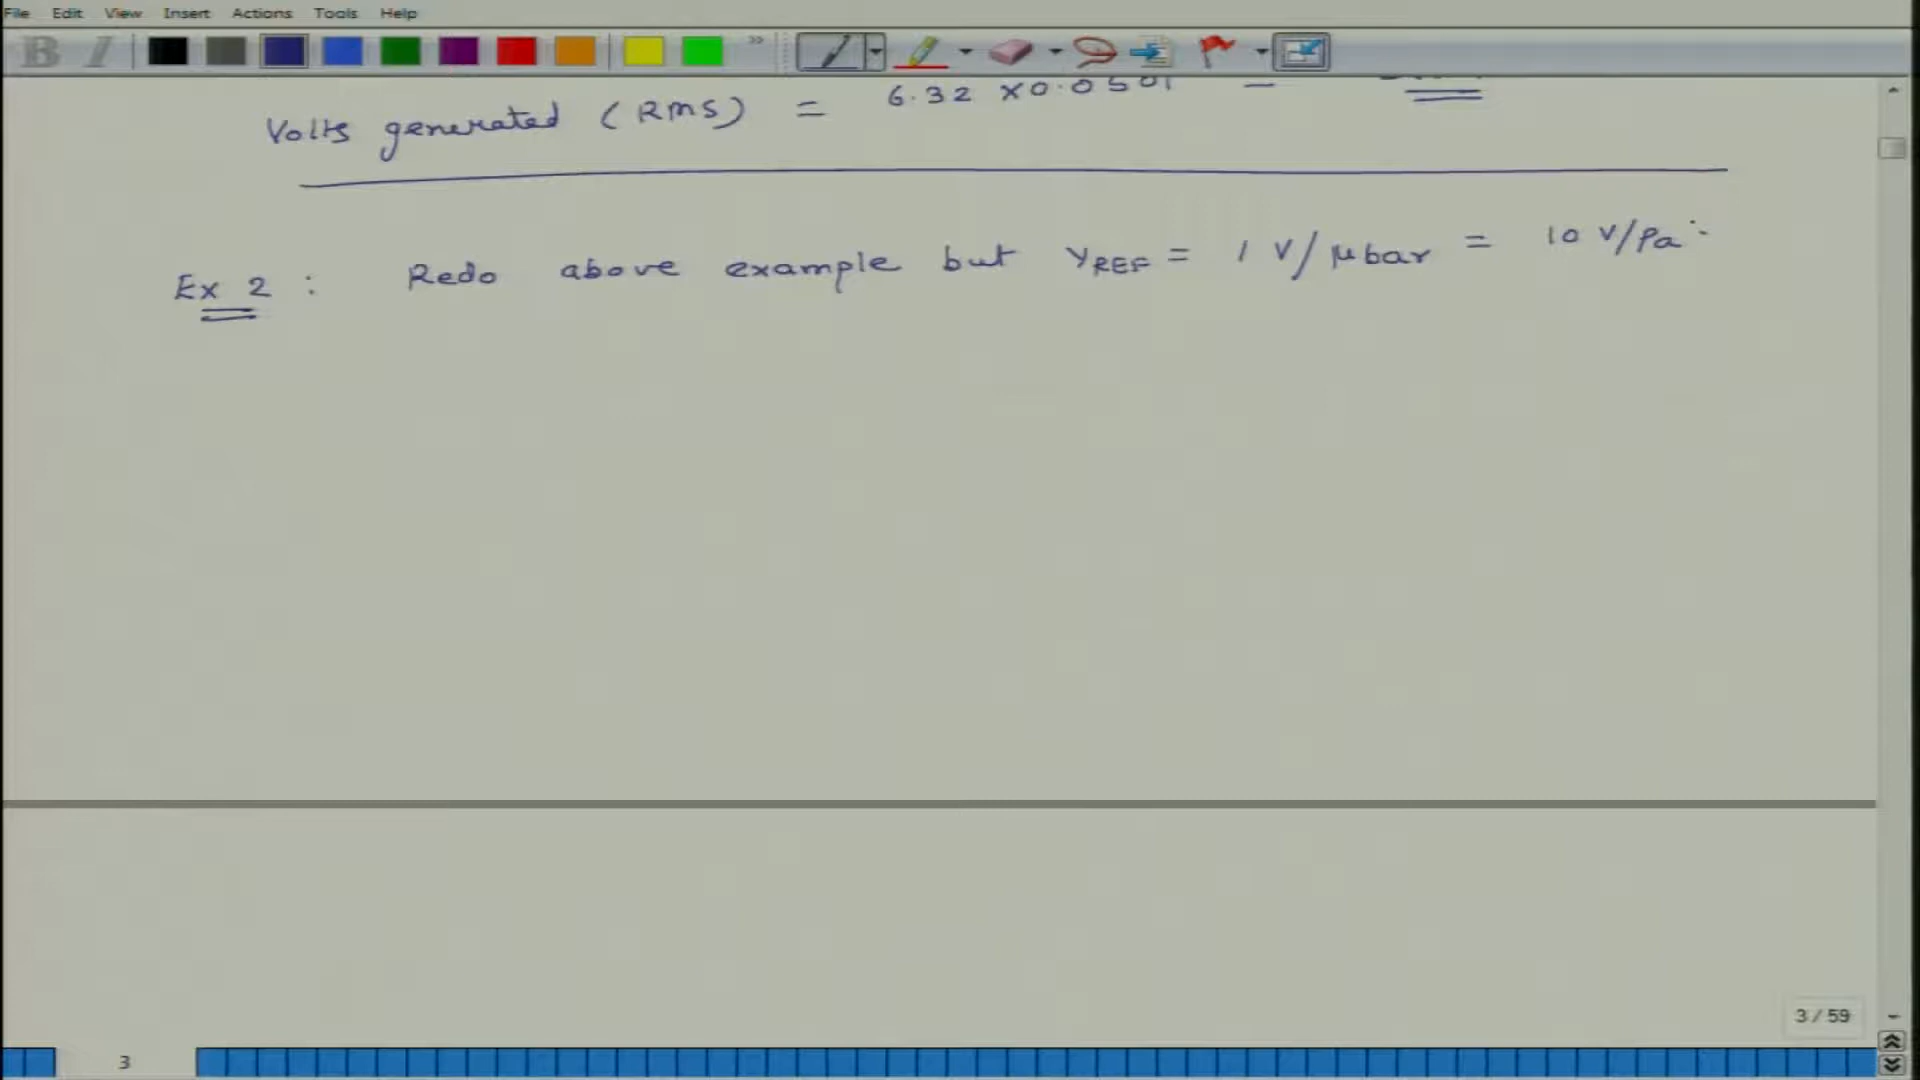 File Edit View Insert Actions Tools Help
B I
Volts generated (RMS) = 6.32 x 0.0501 =
Ex 2 : Redo above example but YREF = 1 V/μbar = 10 V/Pa
3 / 59
3